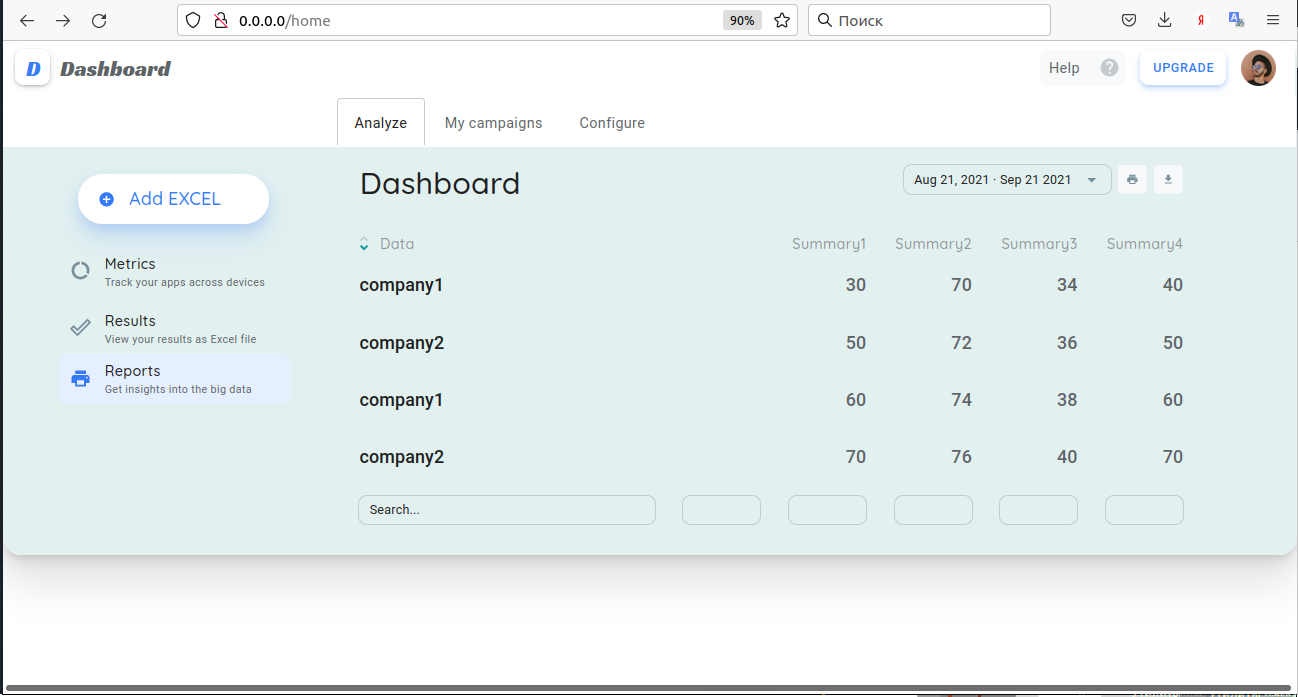 0.0.0.0/home
90%
Поиск
Я
D Dashboard
Help ?
UPGRADE
Analyze
My campaigns
Configure
Add EXCEL
Metrics
Track your apps across devices
Results
View your results as Excel file
Reports
Get insights into the big data
Dashboard
Aug 21, 2021 · Sep 21 2021
Data Summary1 Summary2 Summary3 Summary4
company1 30 70 34 40
company2 50 72 36 50
company1 60 74 38 60
company2 70 76 40 70
Search...